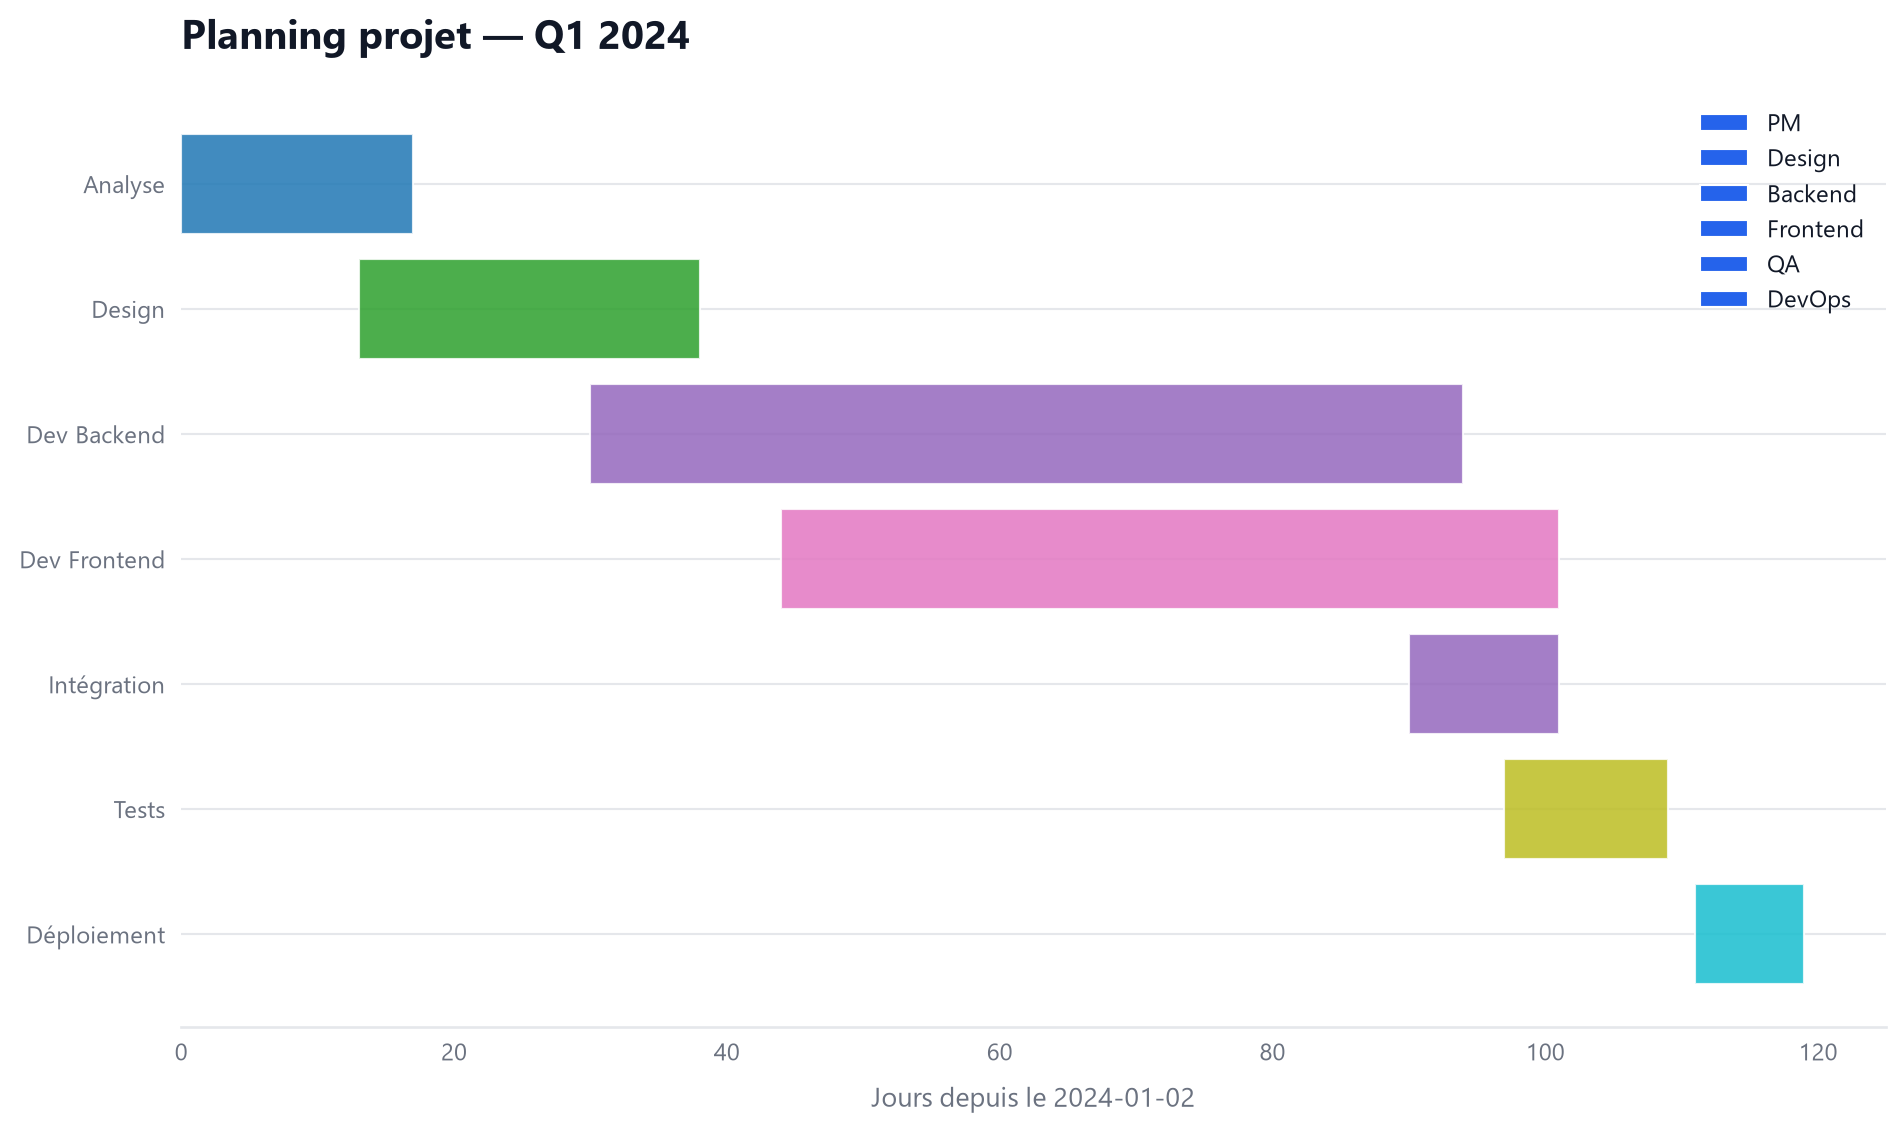 Planning projet — Q1 2024
PM
Design
Backend
Frontend
QA
DevOps
Analyse
Design
Dev Backend
Dev Frontend
Intégration
Tests
Déploiement
0 20 40 60 80 100 120
Jours depuis le 2024-01-02